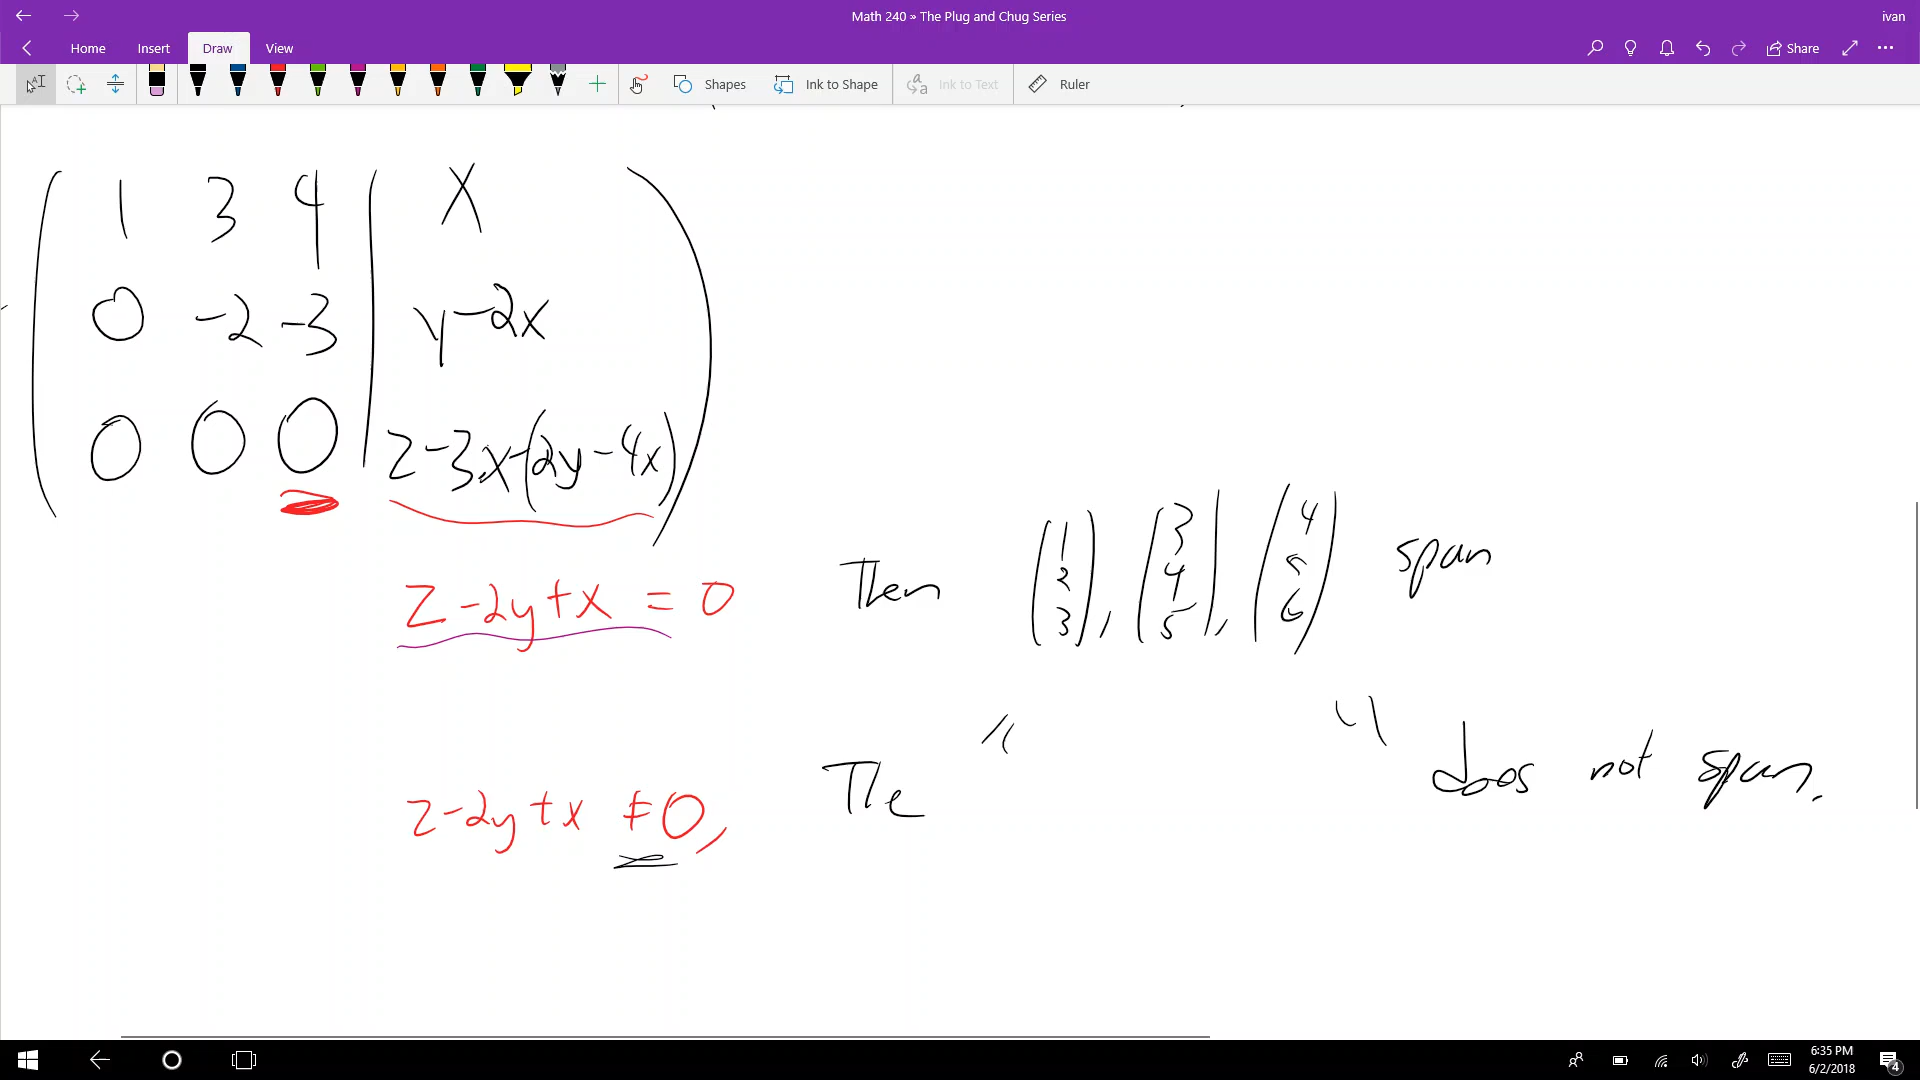 Math 240 » The Plug and Chug Series
ivan
Home Insert Draw View
Share
Shapes Ink to Shape Ink to Text Ruler
1 3 4 | X
0 -2 -3 | y-2x
0 0 0 | z-3x-(2y-4x)
z-2y+x = 0 Then (1 2 3), (3 4 5), (4 5 6) span
z-2y+x ≠ 0, The " " does not span.
6:35 PM
6/2/2018
4